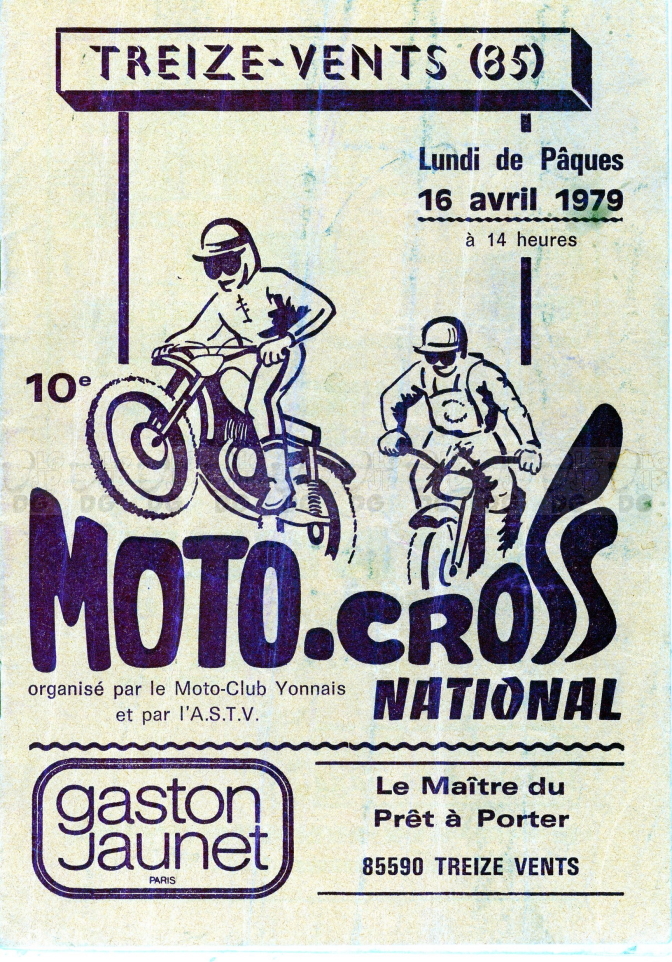 TREIZE-VENTS (85)
Lundi de Pâques
16 avril 1979
à 14 heures
10e
MOTO.CROSS
NATIONAL
organisé par le Moto-Club Yonnais
et par l'A.S.T.V.
gaston
Jaunet
PARIS
Le Maître du
Prêt à Porter
85590 TREIZE VENTS